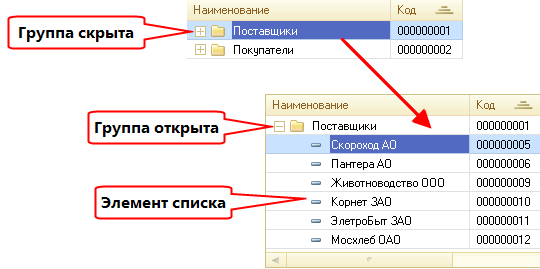 Наименование Код
Группа скрыта
Поставщики 000000001
Покупатели 000000002
Наименование Код
Группа открыта
Поставщики 000000001
Скороход АО 000000005
Пантера АО 000000006
Животноводство ООО 000000009
Элемент списка
Корнет ЗАО 000000010
ЭлетроБыт ЗАО 000000011
Мосхлеб ОАО 000000012